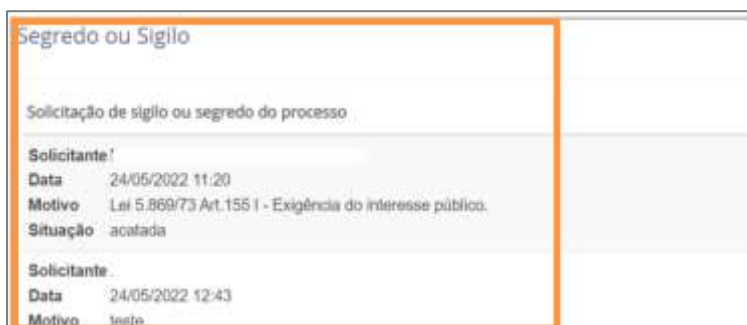 Segredo ou Sigilo
Solicitação de sigilo ou segredo do processo
Solicitante
Data 24/05/2022 11:20
Motivo Lei 5.869/73 Art.155 I - Exigência do interesse público.
Situação acatada
Solicitante
Data 24/05/2022 12:43
Motivo teste